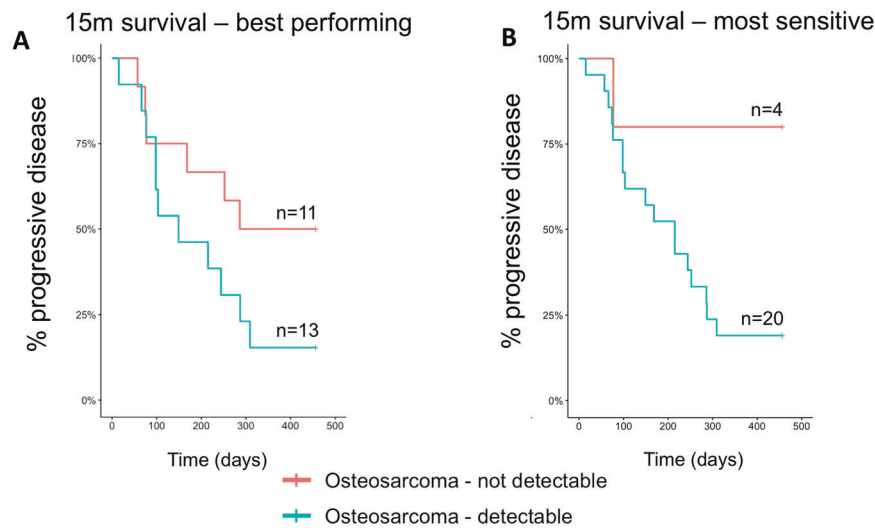 A
15m survival – best performing
100%
75%
50%
25%
0%
% progressive disease
n=11
n=13
0 100 200 300 400 500
Time (days)
B
15m survival – most sensitive
100%
75%
50%
25%
0%
% progressive disease
n=4
n=20
0 100 200 300 400 500
Time (days)
Osteosarcoma - not detectable
Osteosarcoma - detectable